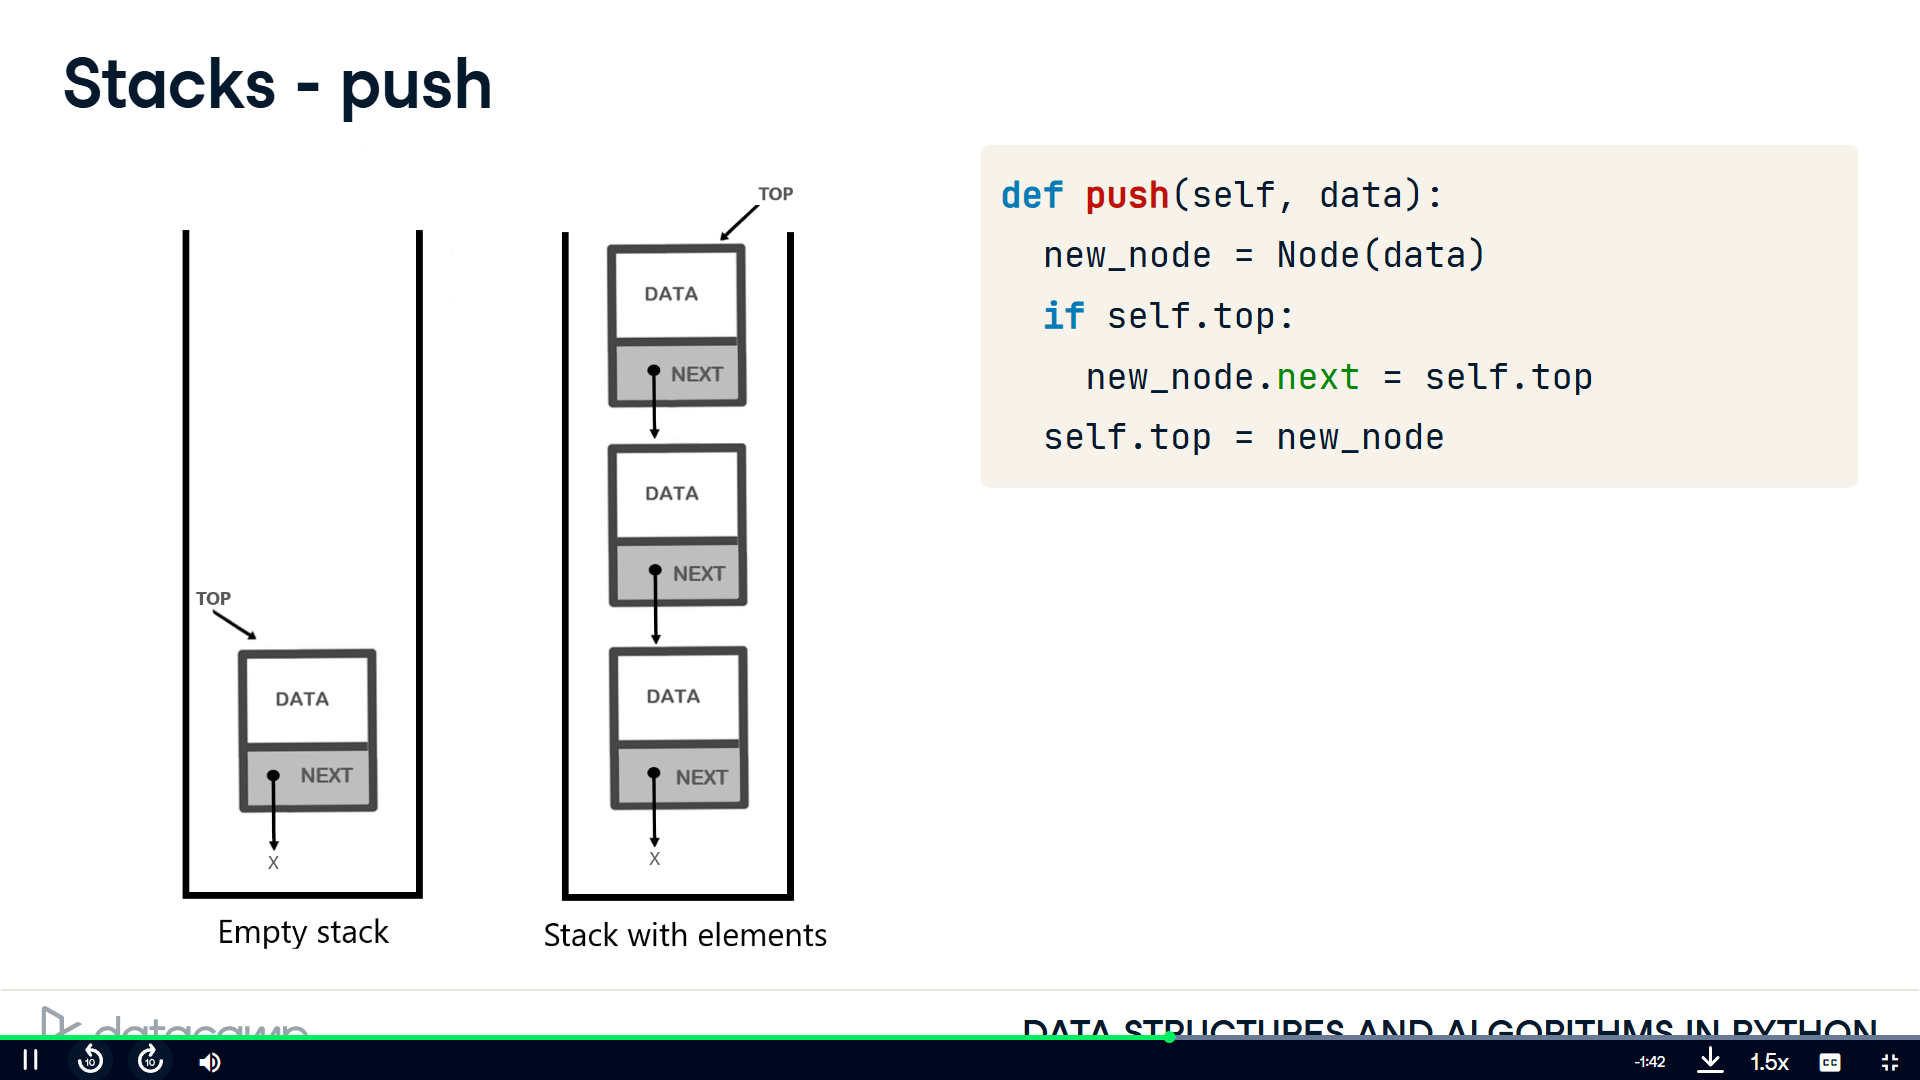 Stacks - push
TOP
DATA
NEXT
X
Empty stack
TOP
DATA
NEXT
DATA
NEXT
DATA
NEXT
X
Stack with elements
def push(self, data):
new_node = Node(data)
if self.top:
new_node.next = self.top
self.top = new_node
datacamp
DATA STRUCTURES AND ALGORITHMS IN PYTHON
10
10
-1:42
1.5x
CC